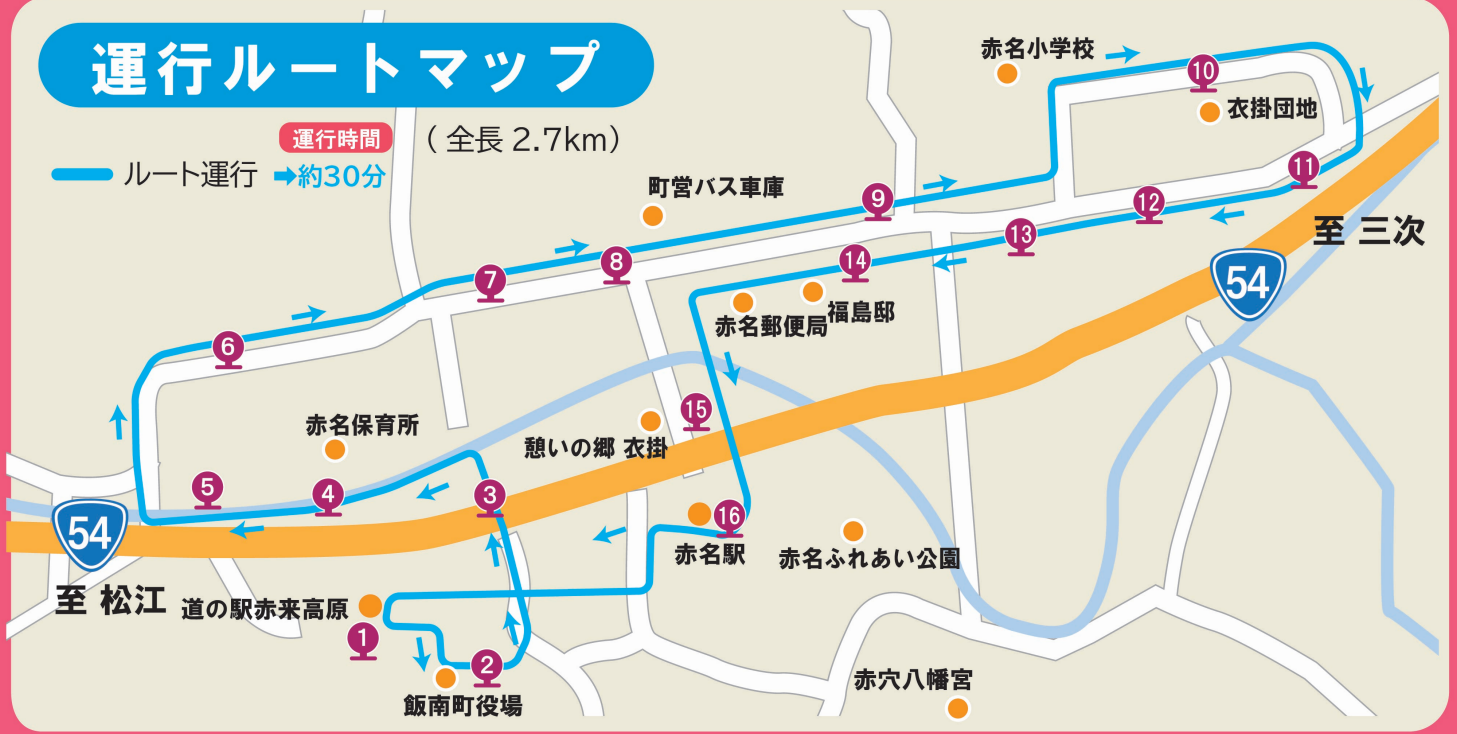 運行ルートマップ
運行時間
(全長 2.7km)
ルート運行 ➡約30分
赤名小学校
10
衣掛団地
町営バス車庫
9
11
12
至 三次
13
8
14
54
7
福島邸
赤名郵便局
6
15
赤名保育所
憩いの郷 衣掛
5
4
3
16
54
赤名駅
赤名ふれあい公園
至 松江
道の駅赤来高原
1
2
飯南町役場
赤穴八幡宮